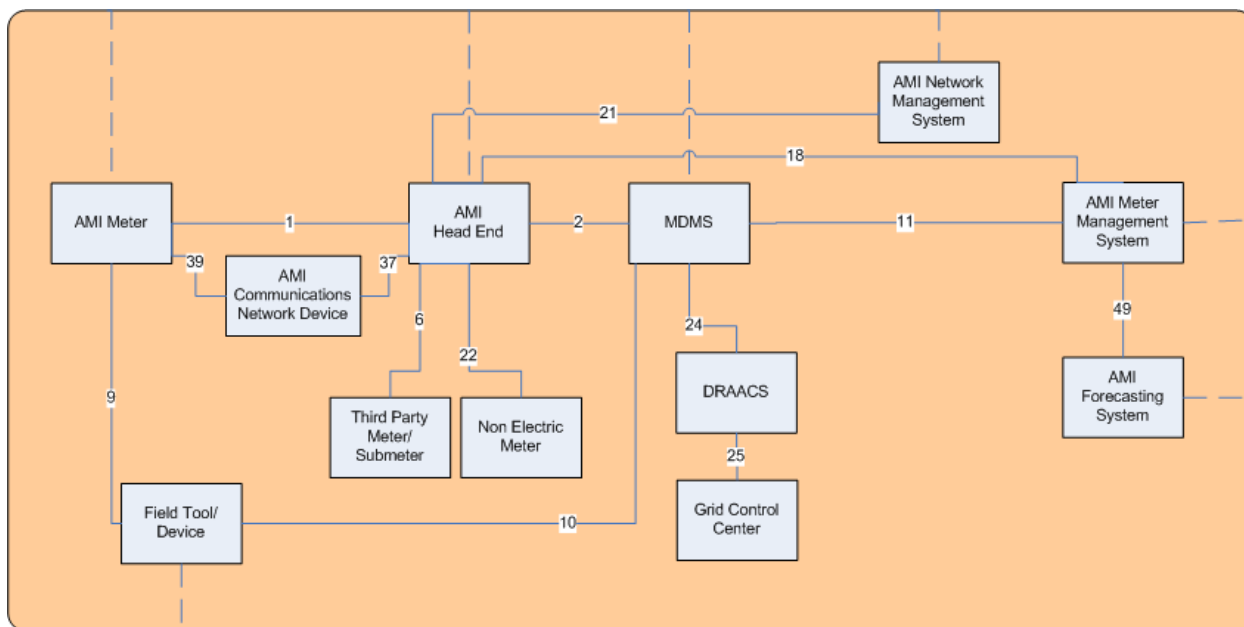 AMI Network
Management
System
21
18
AMI Meter
1
AMI
Head End
2
MDMS
11
AMI Meter
Management
System
39
AMI
Communications
Network Device
37
6
22
24
49
9
Third Party
Meter/
Submeter
Non Electric
Meter
DRAACS
AMI
Forecasting
System
25
Field Tool/
Device
10
Grid Control
Center